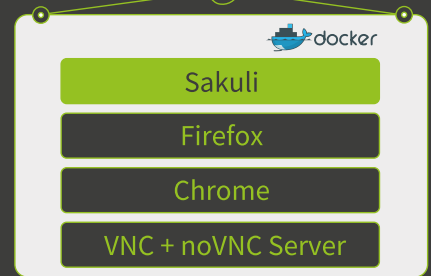 docker
Sakuli
Firefox
Chrome
VNC + noVNC Server